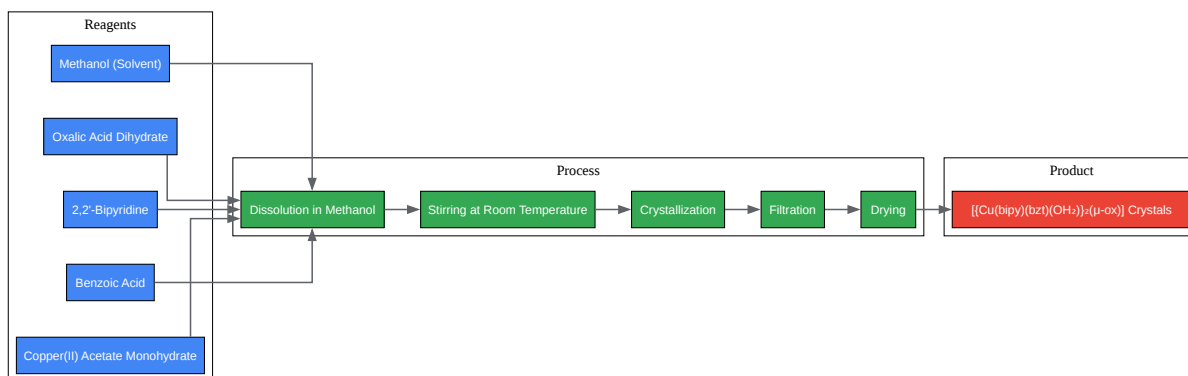 Reagents
Methanol (Solvent)
Oxalic Acid Dihydrate
2,2'-Bipyridine
Benzoic Acid
Copper(II) Acetate Monohydrate
Process
Dissolution in Methanol
Stirring at Room Temperature
Crystallization
Filtration
Drying
Product
[{Cu(bipy)(bzt)(OH₂)}₂(μ-ox)] Crystals